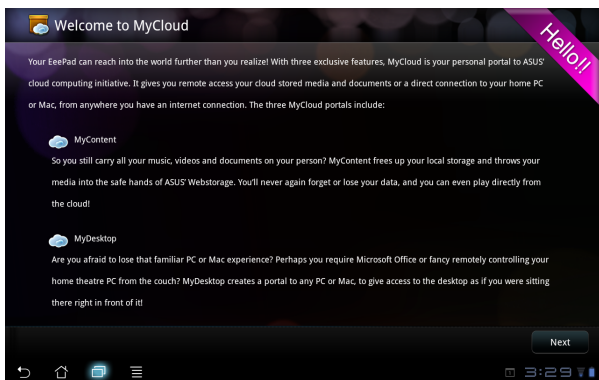 Welcome to MyCloud
Hello!!
Your EeePad can reach into the world further than you realize! With three exclusive features, MyCloud is your personal portal to ASUS'
cloud computing initiative. It gives you remote access your cloud stored media and documents or a direct connection to your home PC
or Mac, from anywhere you have an internet connection. The three MyCloud portals include:
MyContent
So you still carry all your music, videos and documents on your person? MyContent frees up your local storage and throws your
media into the safe hands of ASUS' Webstorage. You'll never again forget or lose your data, and you can even play directly from
the cloud!
MyDesktop
Are you afraid to lose that familiar PC or Mac experience? Perhaps you require Microsoft Office or fancy remotely controlling your
home theatre PC from the couch? MyDesktop creates a portal to any PC or Mac, to give access to the desktop as if you were sitting
there right in front of it!
Next
3:29